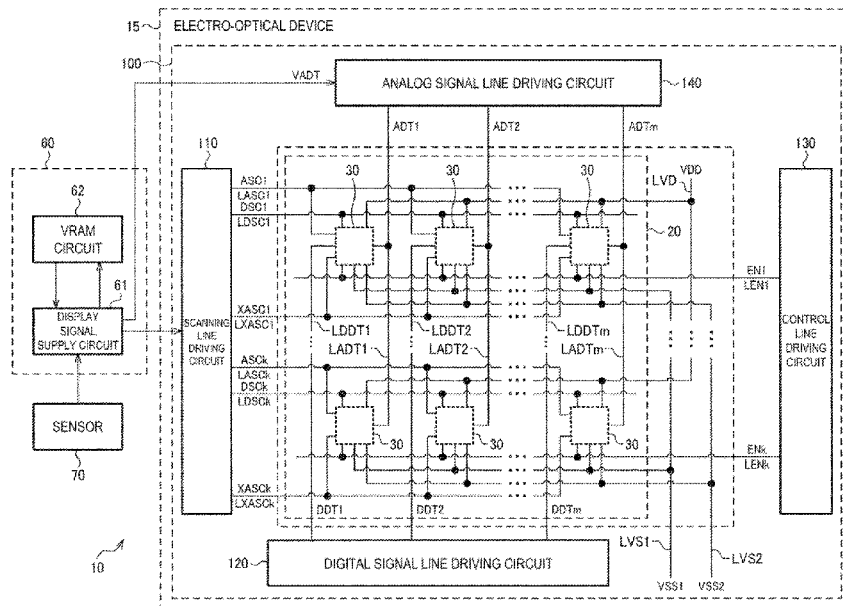 15
ELECTRO-OPTICAL DEVICE
100
VADT
ANALOG SIGNAL LINE DRIVING CIRCUIT
140
ADT1
ADT2
ADTm
60
110
130
62
VRAM
CIRCUIT
61
DISPLAY
SIGNAL
SUPPLY CIRCUIT
SENSOR
70
SCANNING
LINE
DRIVING
CIRCUIT
ASC1
LASC1
DSC1
LDSC1
30
30
30
LVD
VDD
20
EN1
LEN1
XASC1
LXASC1
LDDT1
LDDT2
LDDTm
LADT1
LADT2
LADTm
CONTROL
LINE
DRIVING
CIRCUIT
ASCk
LASCk
DSCk
LDSCk
30
30
30
ENk
LENk
XASCk
LXASCk
DDT1
DDT2
DDTm
LVS1
LVS2
120
DIGITAL SIGNAL LINE DRIVING CIRCUIT
10
VSS1
VSS2